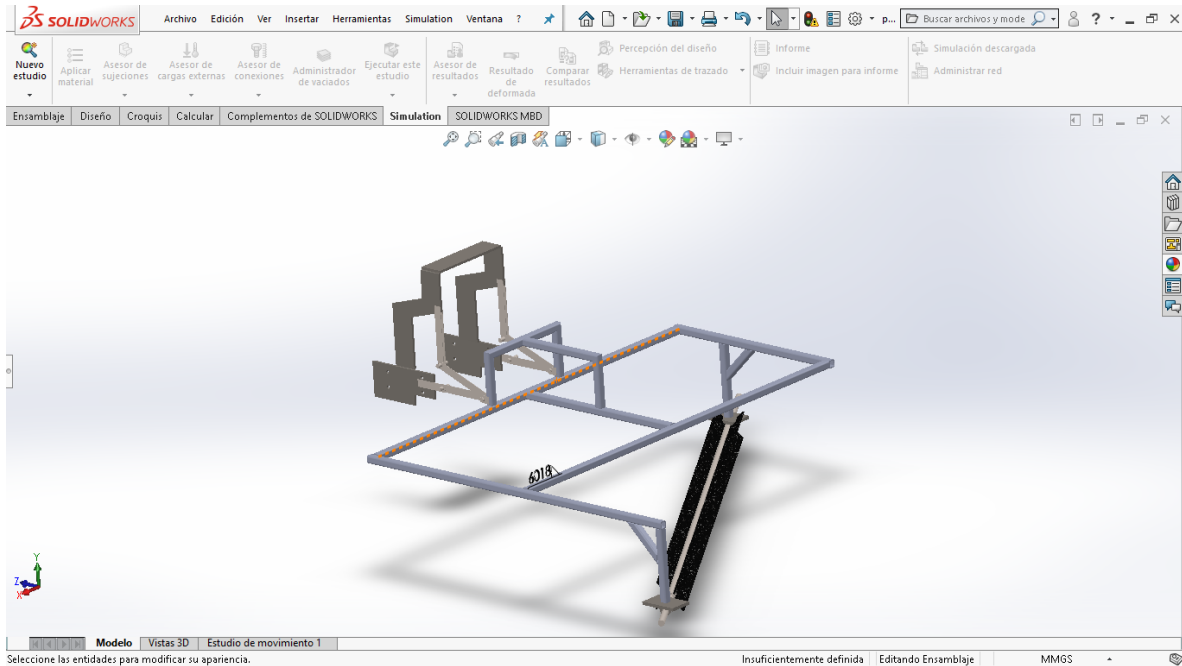 SOLIDWORKS Archivo Edición Ver Insertar Herramientas Simulation Ventana ? p... Buscar archivos y mode ?
Nuevo estudio
Aplicar material
Asesor de sujeciones
Asesor de cargas externas
Asesor de conexiones
Administrador de vaciados
Ejecutar este estudio
Asesor de resultados
Resultado de deformada
Comparar resultados
Percepción del diseño
Herramientas de trazado
Informe
Incluir imagen para informe
Simulación descargada
Administrar red
Ensamblaje Diseño Croquis Calcular Complementos de SOLIDWORKS Simulation SOLIDWORKS MBD
6018
Y
Z
X
Modelo Vistas 3D Estudio de movimiento 1
Seleccione las entidades para modificar su apariencia. Insuficientemente definida Editando Ensamblaje MMGS